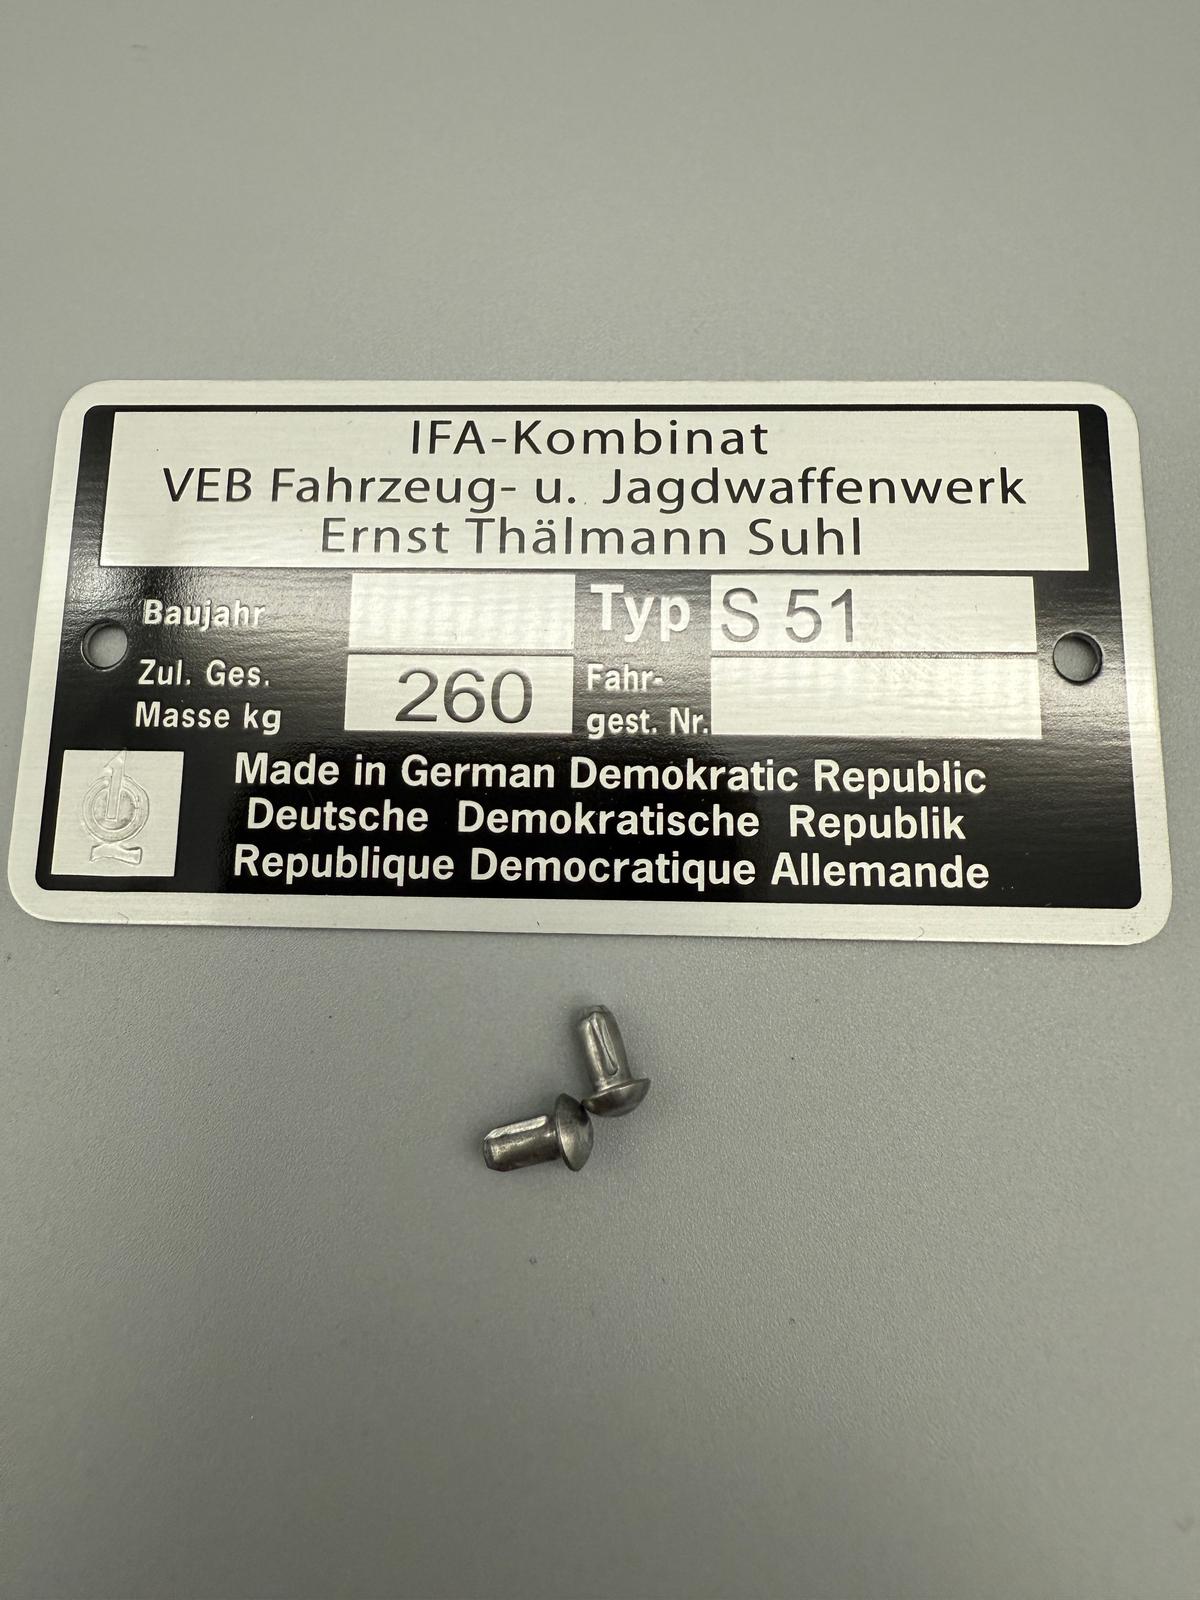 IFA-Kombinat
VEB Fahrzeug- u. Jagdwaffenwerk
Ernst Thälmann Suhl
Baujahr
Typ S 51
Zul. Ges.
Masse kg 260
Fahr-
gest. Nr.
Made in German Demokratic Republic
Deutsche Demokratische Republik
Republique Democratique Allemande
1